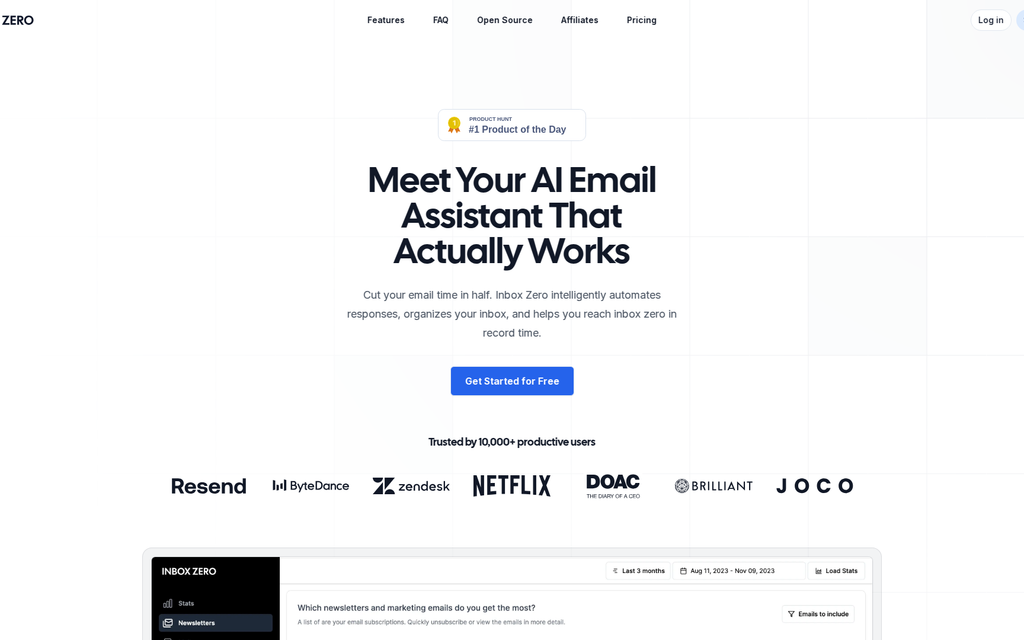 ZERO
Features FAQ Open Source Affiliates Pricing
Log in
PRODUCT HUNT
#1 Product of the Day
Meet Your AI Email
Assistant That
Actually Works
Cut your email time in half. Inbox Zero intelligently automates
responses, organizes your inbox, and helps you reach inbox zero in
record time.
Get Started for Free
Trusted by 10,000+ productive users
Resend ByteDance zendesk NETFLIX DOAC BRILLIANT JOCO
THE DIARY OF A CEO
INBOX ZERO
Last 3 months Aug 11, 2023 - Nov 09, 2023 Load Stats
Stats
Newsletters
Which newsletters and marketing emails do you get the most?
A list of are your email subscriptions. Quickly unsubscribe or view the emails in more detail.
Emails to include